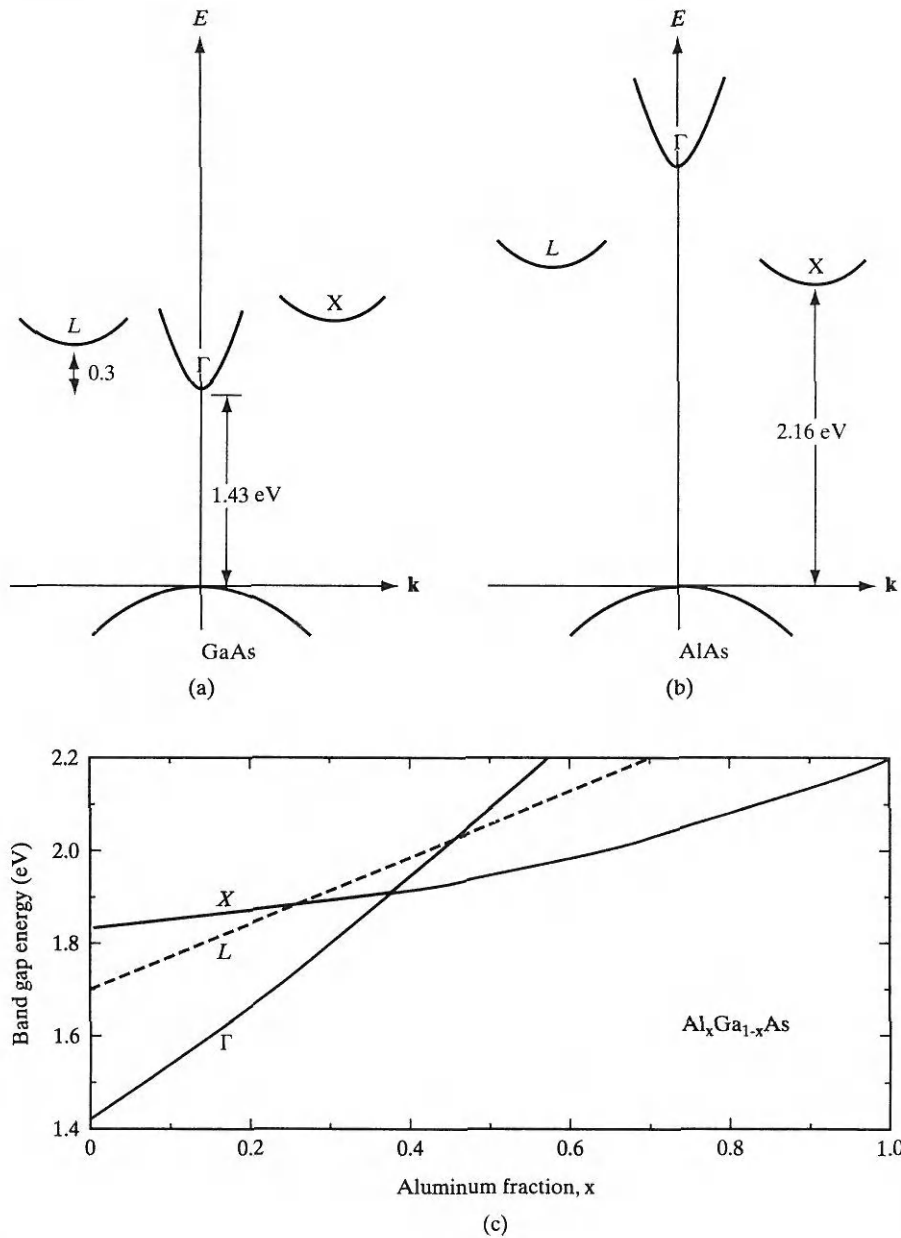 E
L
Γ
X
0.3
1.43 eV
k
GaAs
(a)
E
Γ
L
X
2.16 eV
k
AlAs
(b)
2.2
2.0
1.8
1.6
1.4
Band gap energy (eV)
X
L
Γ
AlₓGa₁₋ₓAs
0 0.2 0.4 0.6 0.8 1.0
Aluminum fraction, x
(c)